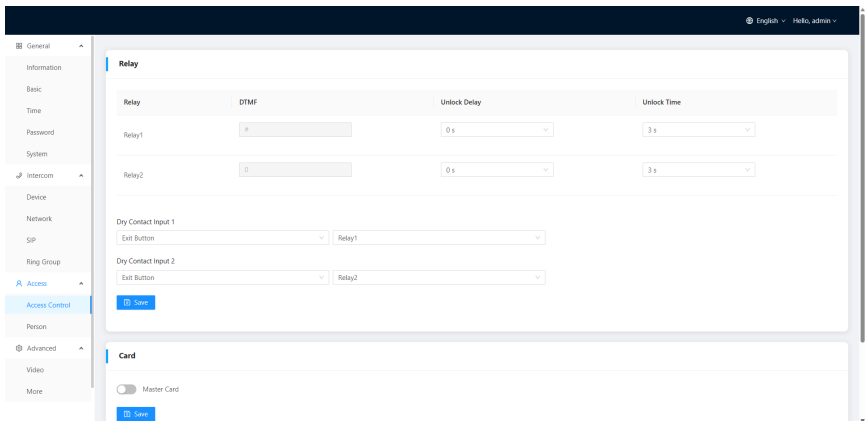 English Hello, admin
General
Information
Basic
Time
Password
System
Intercom
Device
Network
SIP
Ring Group
Access
Access Control
Person
Advanced
Video
More
Relay
Relay DTMF Unlock Delay Unlock Time
Relay1 # 0 s 3 s
Relay2 0 s 3 s
Dry Contact Input 1
Exit Button Relay1
Dry Contact Input 2
Exit Button Relay2
Save
Card
Master Card
Save